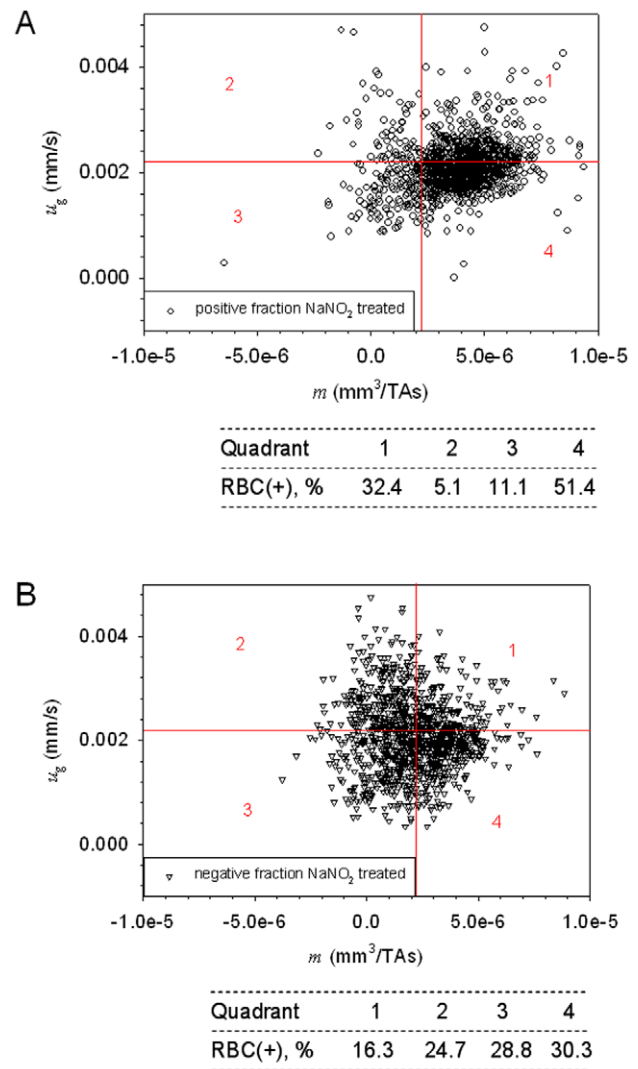 A
0.004
0.002
0.000
u_g (mm/s)
2
1
3
4
positive fraction NaNO₂ treated
-1.0e-5 -5.0e-6 0.0 5.0e-6 1.0e-5
m (mm³/TAs)
Quadrant 1 2 3 4
RBC(+), % 32.4 5.1 11.1 51.4
B
0.004
0.002
0.000
u_g (mm/s)
2
1
3
4
negative fraction NaNO₂ treated
-1.0e-5 -5.0e-6 0.0 5.0e-6 1.0e-5
m (mm³/TAs)
Quadrant 1 2 3 4
RBC(+), % 16.3 24.7 28.8 30.3